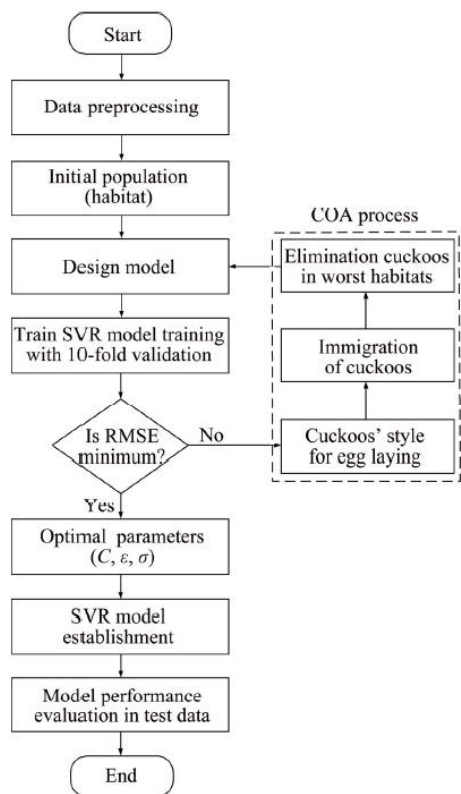 Start
Data preprocessing
Initial population
(habitat)
Design model
Train SVR model training
with 10-fold validation
Is RMSE
minimum?
No
Yes
COA process
Elimination cuckoos
in worst habitats
Immigration
of cuckoos
Cuckoos' style
for egg laying
Optimal parameters
(C, ε, σ)
SVR model
establishment
Model performance
evaluation in test data
End